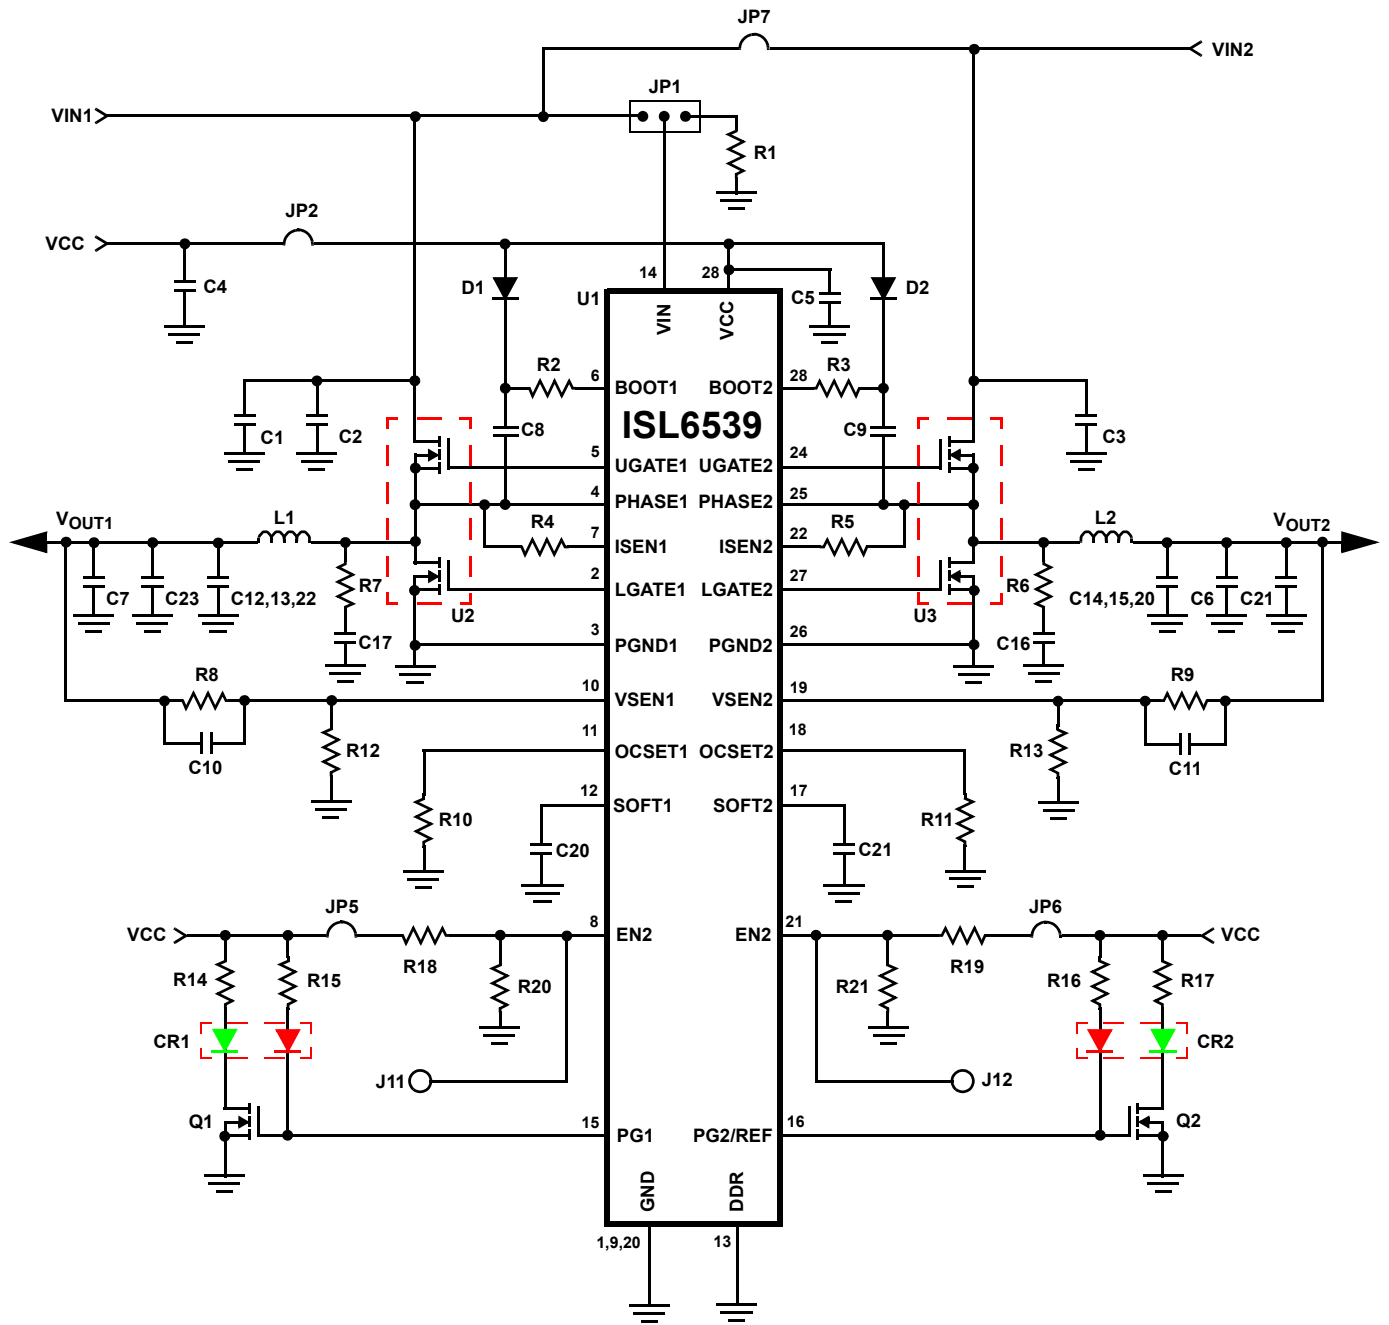 JP7
VIN2
JP1
VIN1
R1
JP2
VCC
14
28
C4
D1
U1
C5
D2
VIN
VCC
R2
R3
6
BOOT1
BOOT2
28
ISL6539
C1
C2
C8
C9
C3
5
UGATE1
UGATE2
24
4
PHASE1
PHASE2
25
VOUT1
L1
R4
R5
L2
VOUT2
7
ISEN1
ISEN2
22
2
LGATE1
LGATE2
27
R7
R6
C7
C23
C12,13,22
C14,15,20
C6
C21
U2
U3
3
PGND1
PGND2
26
C17
C16
R8
R9
10
VSEN1
VSEN2
19
11
OCSET1
OCSET2
18
R12
R13
C10
C11
12
SOFT1
SOFT2
17
R10
R11
C20
C21
JP5
JP6
VCC
8
EN2
EN2
21
VCC
R18
R19
R14
R15
R20
R21
R16
R17
CR1
CR2
J11
J12
Q1
15
PG1
PG2/REF
16
Q2
GND
DDR
1,9,20
13